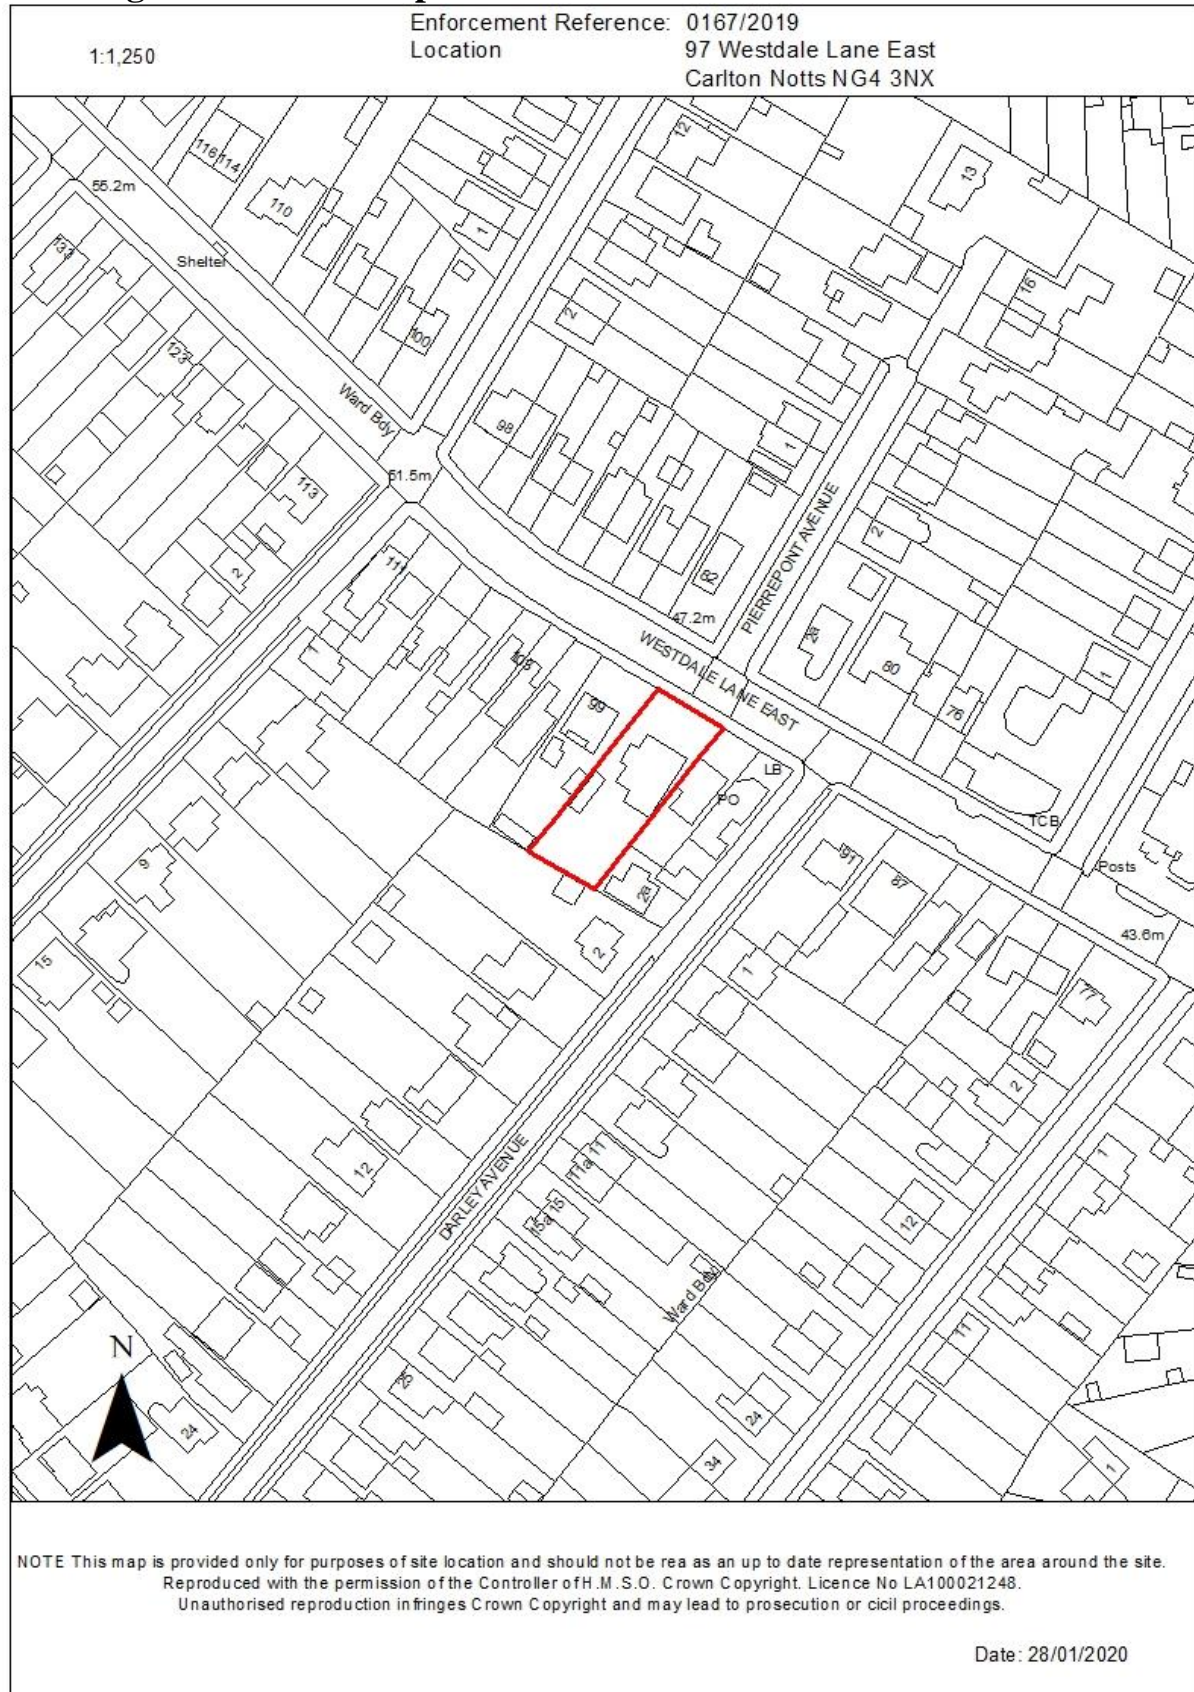 Enforcement Reference: 0167/2019
1:1,250
Location
97 Westdale Lane East
Carlton Notts NG4 3NX
116
114
12
13
55.2m
110
1
133
Shelter
16
2
100
123
Ward Bdy
98
1
51.5m
113
2
PIERREPONT AVENUE
2
111
82
47.2m
2a
1
WESTDALE LANE EAST
80
1
108
99
76
LB
PO
TCB
91
Posts
9
87
2a
43.6m
15
2
1
77
2
12
DARLEY AVENUE
11a 11
1
15a 15
12
Ward Bdy
11
25
24
24
34
1
N
NOTE This map is provided only for purposes of site location and should not be rea as an up to date representation of the area around the site.
Reproduced with the permission of the Controller of H.M.S.O. Crown Copyright. Licence No LA100021248.
Unauthorised reproduction infringes Crown Copyright and may lead to prosecution or cicil proceedings.
Date: 28/01/2020